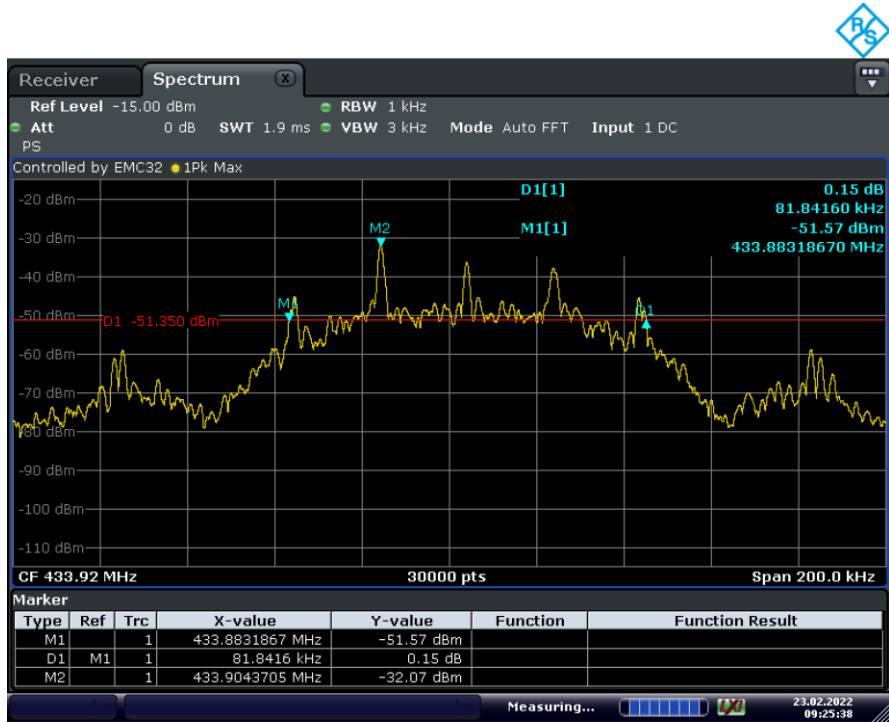 R/S
Receiver Spectrum X
Ref Level -15.00 dBm RBW 1 kHz
Att 0 dB SWT 1.9 ms VBW 3 kHz Mode Auto FFT Input 1 DC
PS
Controlled by EMC32 1Pk Max
D1[1] 0.15 dB
81.84160 kHz
M1[1] -51.57 dBm
433.88318670 MHz
-20 dBm
M2
-30 dBm
-40 dBm
M1
-50 dBm
D1 -51.350 dBm
D1
-60 dBm
-70 dBm
-80 dBm
-90 dBm
-100 dBm
-110 dBm
CF 433.92 MHz 30000 pts Span 200.0 kHz
Marker
Type Ref Trc X-value Y-value Function Function Result
M1 1 433.8831867 MHz -51.57 dBm
D1 M1 1 81.8416 kHz 0.15 dB
M2 1 433.9043705 MHz -32.07 dBm
Measuring... LXI 23.02.2022
09:25:38